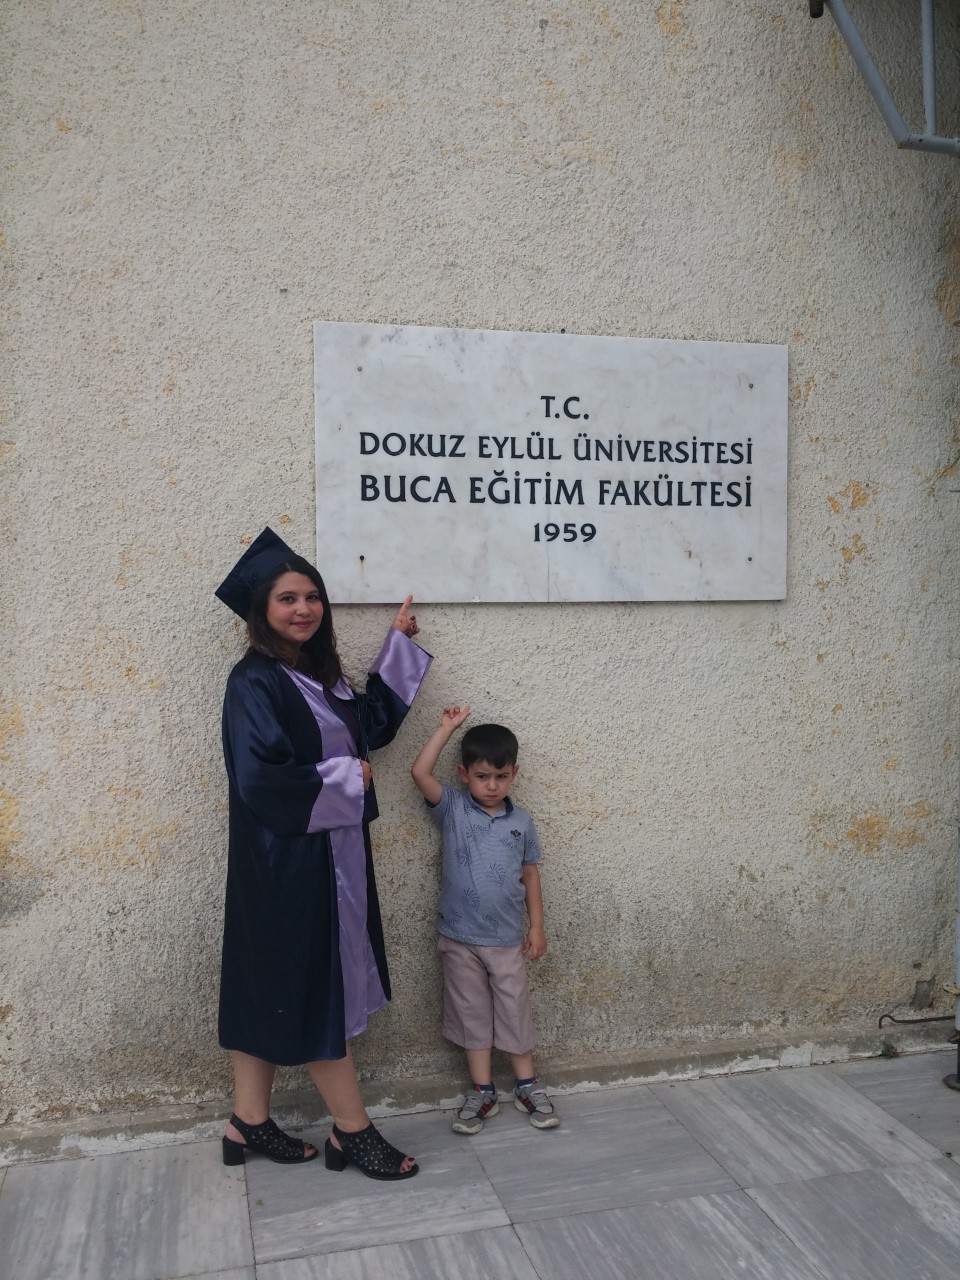 T.C.
DOKUZ EYLÜL ÜNİVERSİTESİ
BUCA EĞİTİM FAKÜLTESİ
1959